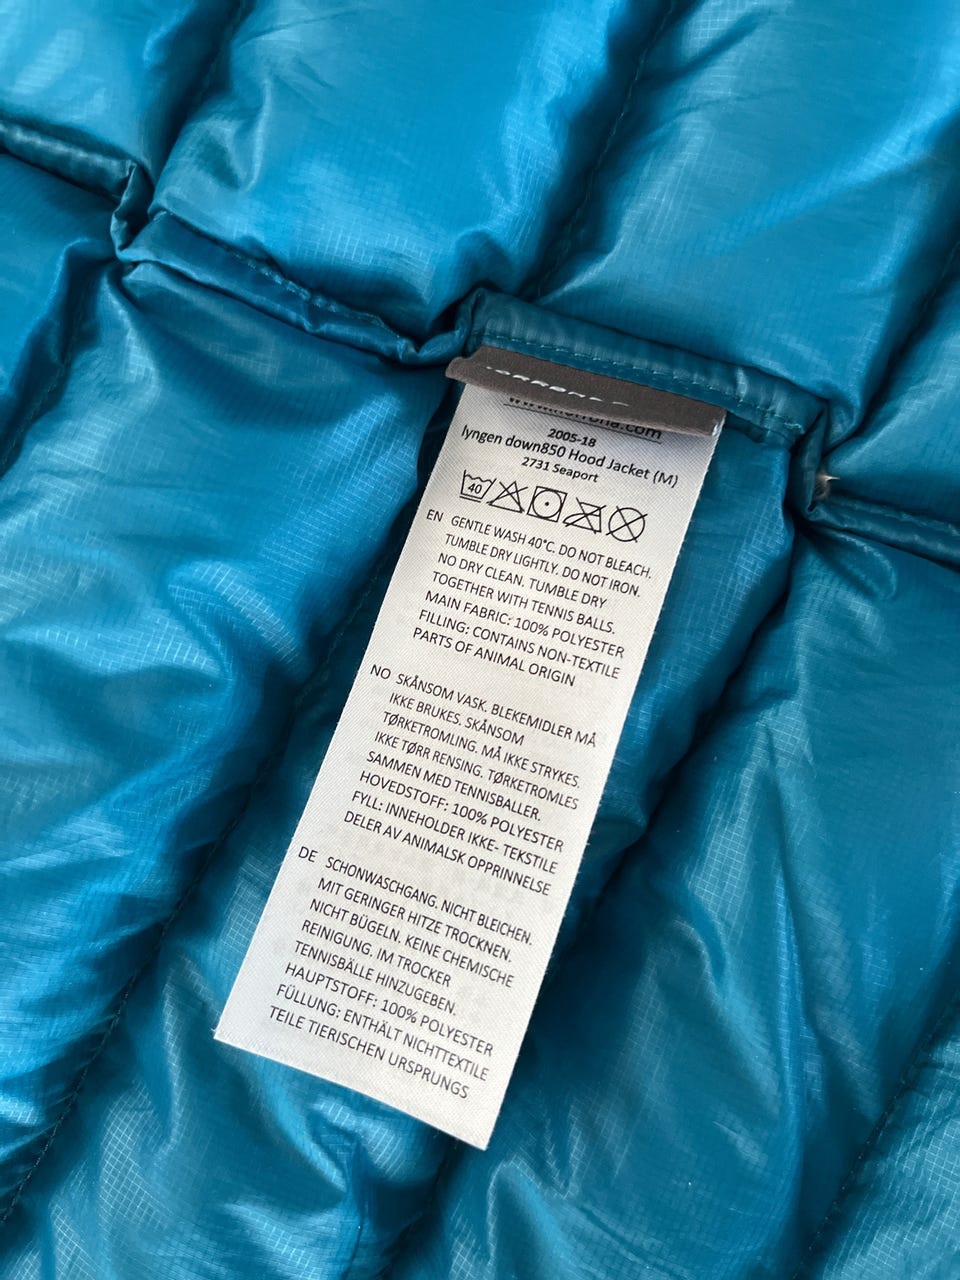 www.norrona.com
2005-18
lyngen down850 Hood Jacket (M)
2731 Seaport
40
EN GENTLE WASH 40°C. DO NOT BLEACH.
TUMBLE DRY LIGHTLY. DO NOT IRON.
NO DRY CLEAN. TUMBLE DRY
TOGETHER WITH TENNIS BALLS.
MAIN FABRIC: 100% POLYESTER
FILLING: CONTAINS NON-TEXTILE
PARTS OF ANIMAL ORIGIN
NO SKÅNSOM VASK. BLEKEMIDLER MÅ
IKKE BRUKES. SKÅNSOM
TØRKETROMLING. MÅ IKKE STRYKES.
IKKE TØRR RENSING. TØRKETROMLES
SAMMEN MED TENNISBALLER.
HOVEDSTOFF: 100% POLYESTER
FYLL: INNEHOLDER IKKE- TEKSTILE
DELER AV ANIMALSK OPPRINNELSE
DE SCHONWASCHGANG. NICHT BLEICHEN.
MIT GERINGER HITZE TROCKNEN.
NICHT BÜGELN. KEINE CHEMISCHE
REINIGUNG. IM TROCKER
TENNISBÄLLE HINZUGEBEN.
HAUPTSTOFF: 100% POLYESTER
FÜLLUNG: ENTHÄLT NICHTTEXTILE
TEILE TIERISCHEN URSPRUNGS